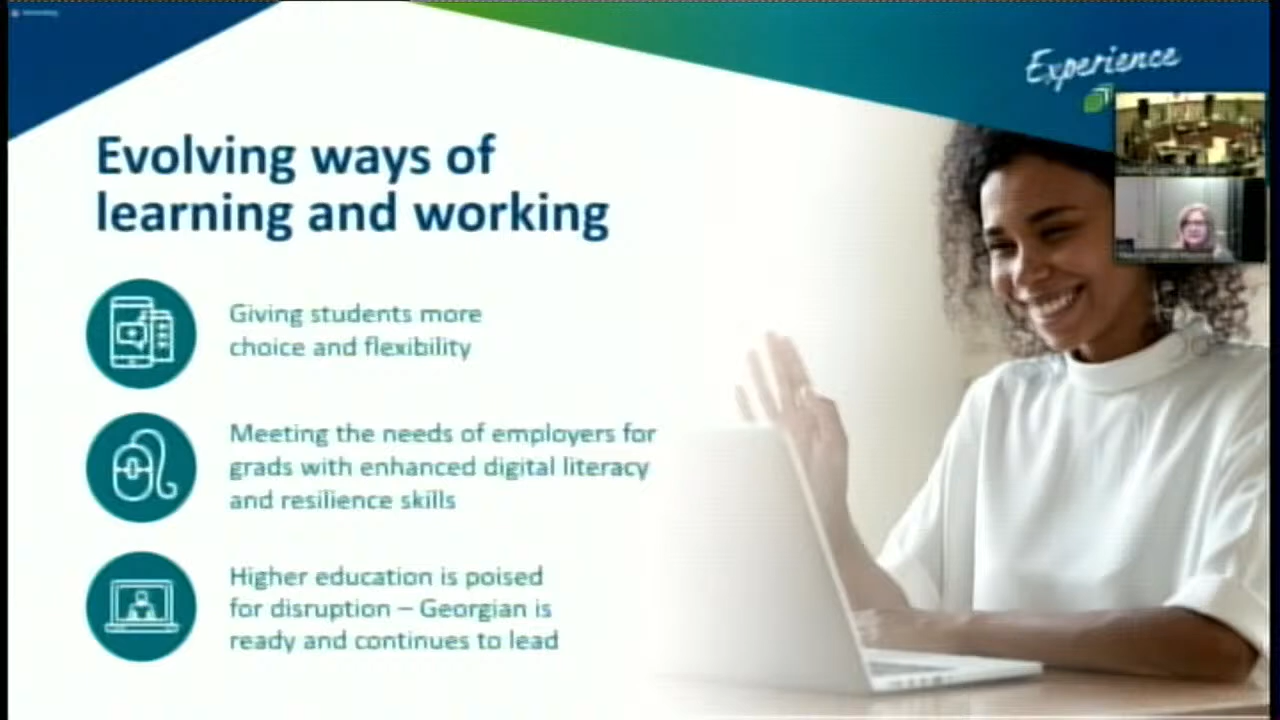 Experience
Evolving ways of
learning and working
Giving students more
choice and flexibility
Meeting the needs of employers for
grads with enhanced digital literacy
and resilience skills
Higher education is poised
for disruption – Georgian is
ready and continues to lead